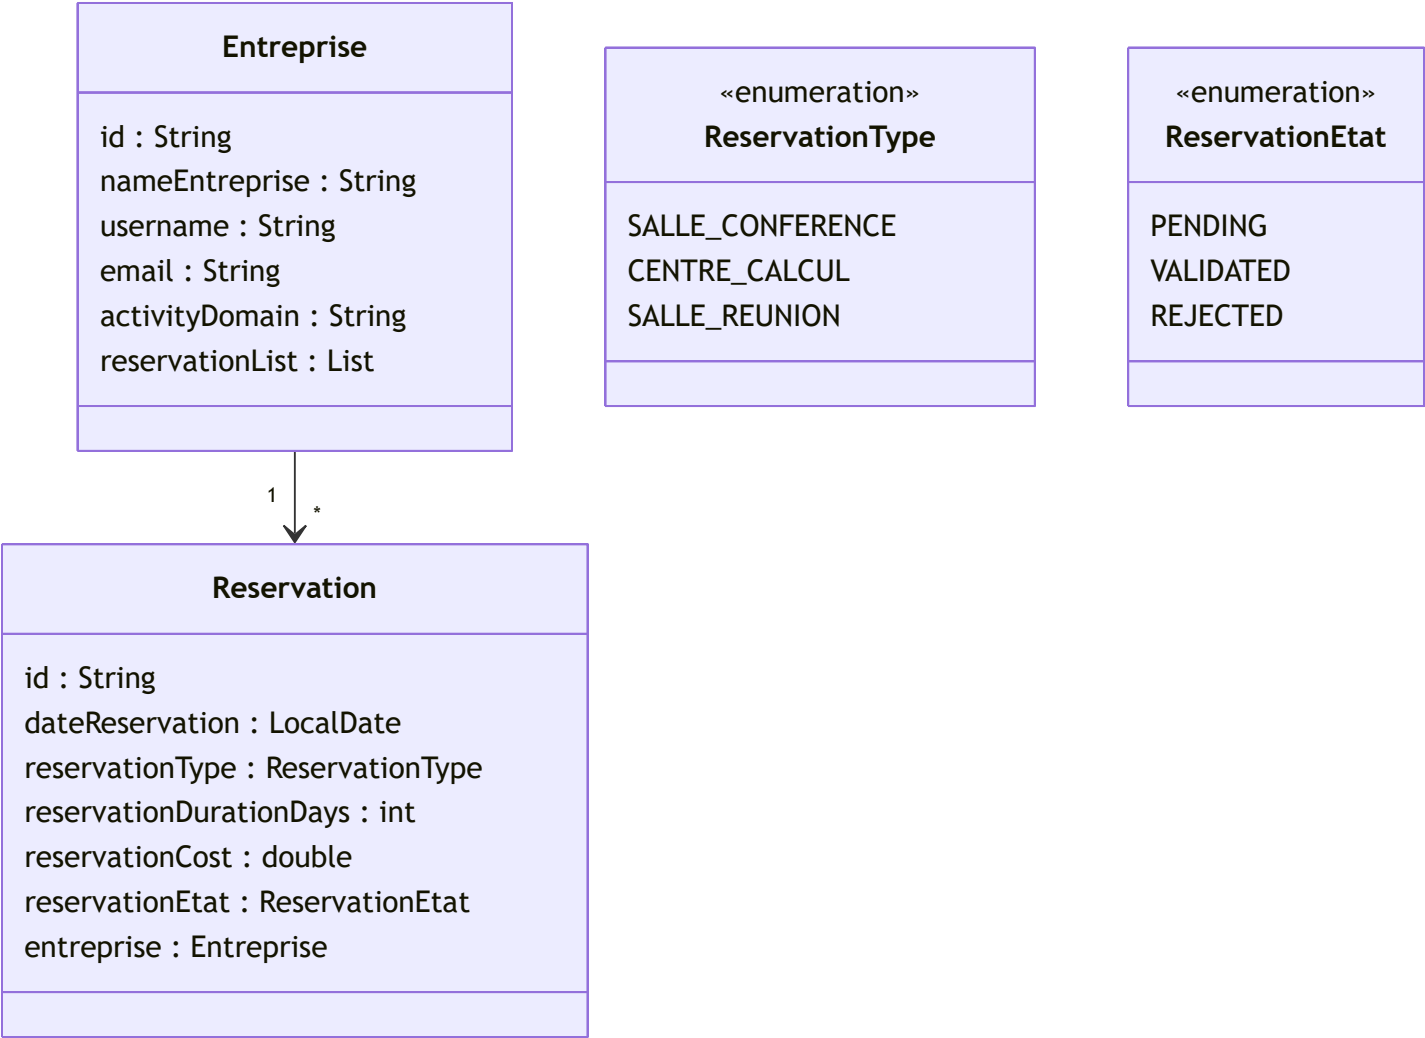 Entreprise
id : String
nameEntreprise : String
username : String
email : String
activityDomain : String
reservationList : List
«enumeration»
ReservationType
SALLE_CONFERENCE
CENTRE_CALCUL
SALLE_REUNION
«enumeration»
ReservationEtat
PENDING
VALIDATED
REJECTED
1
*
Reservation
id : String
dateReservation : LocalDate
reservationType : ReservationType
reservationDurationDays : int
reservationCost : double
reservationEtat : ReservationEtat
entreprise : Entreprise